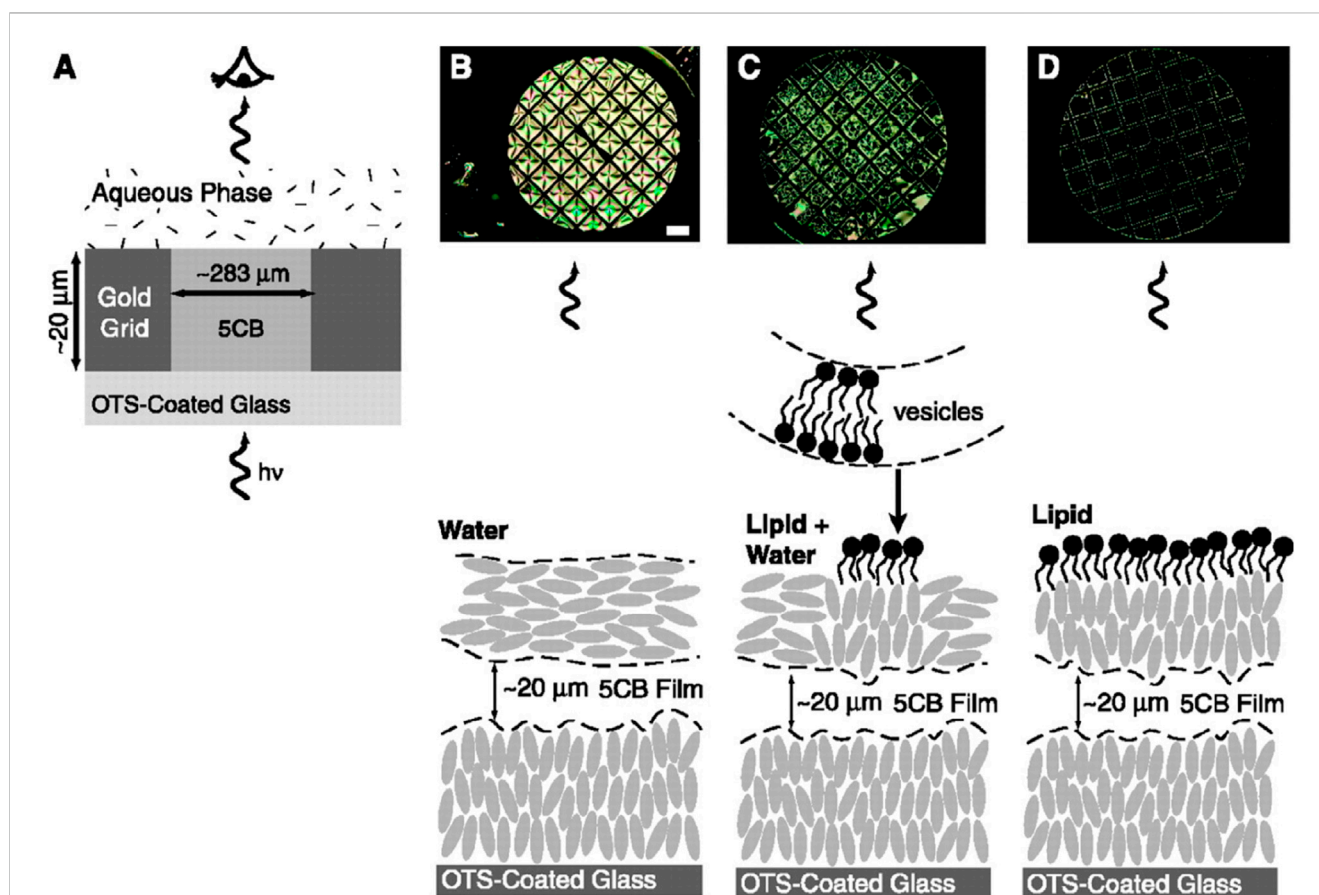 A
Aqueous Phase
~20 μm
Gold
Grid
~283 μm
5CB
OTS-Coated Glass
hν
B
Water
~20 μm 5CB Film
OTS-Coated Glass
C
vesicles
Lipid +
Water
~20 μm 5CB Film
OTS-Coated Glass
D
Lipid
~20 μm 5CB Film
OTS-Coated Glass